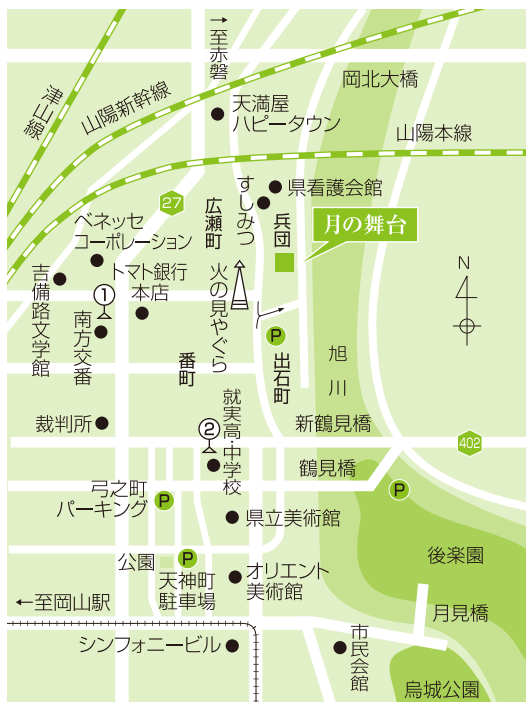 →至赤磐
岡北大橋
津山線
山陽新幹線
天満屋
ハピータウン
山陽本線
県看護会館
すしみつ
27
広瀬町
兵団
月の舞台
ベネッセ
コーポレーション
トマト銀行
本店
火の見やぐら
N
吉備路文学館
1
南方交番
P
番町
出石町
旭川
就実高・中学校
裁判所
2
新鶴見橋
402
鶴見橋
弓之町
パーキング
P
P
県立美術館
公園
P
天神町
駐車場
オリエント
美術館
後楽園
←至岡山駅
月見橋
シンフォニービル
市民会館
烏城公園